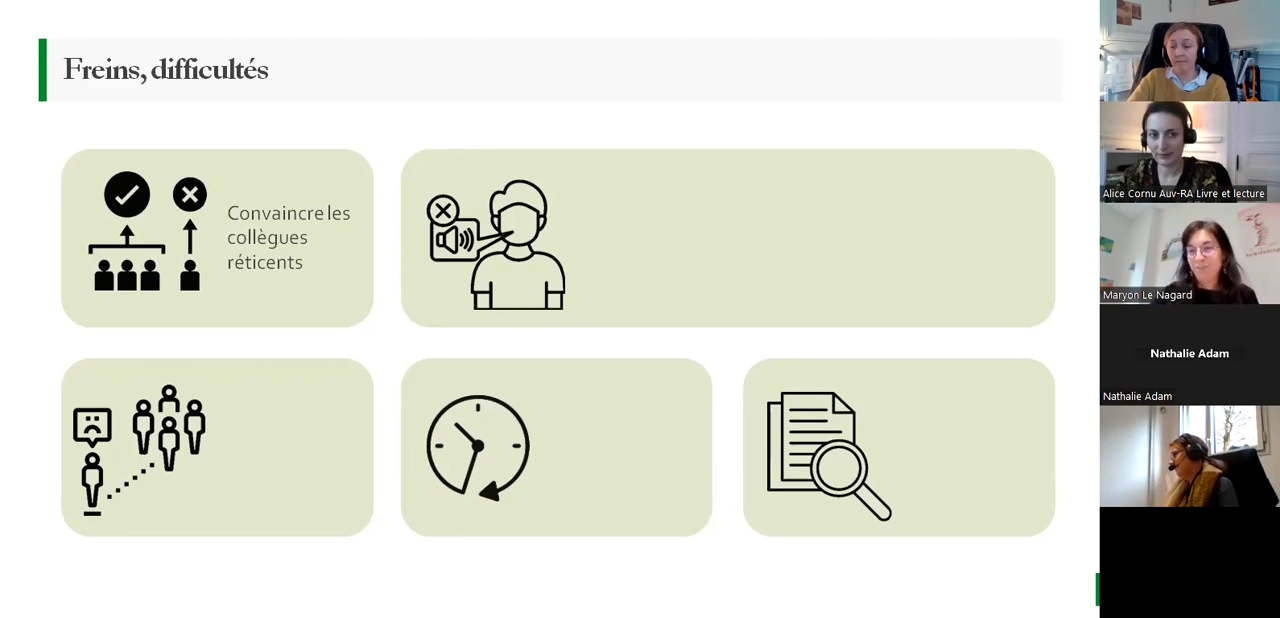 Freins, difficultés
Convaincre les
collègues
réticents
Alice Cornu Auv-RA Livre et lecture
Maryon Le Nagard
Nathalie Adam
Nathalie Adam